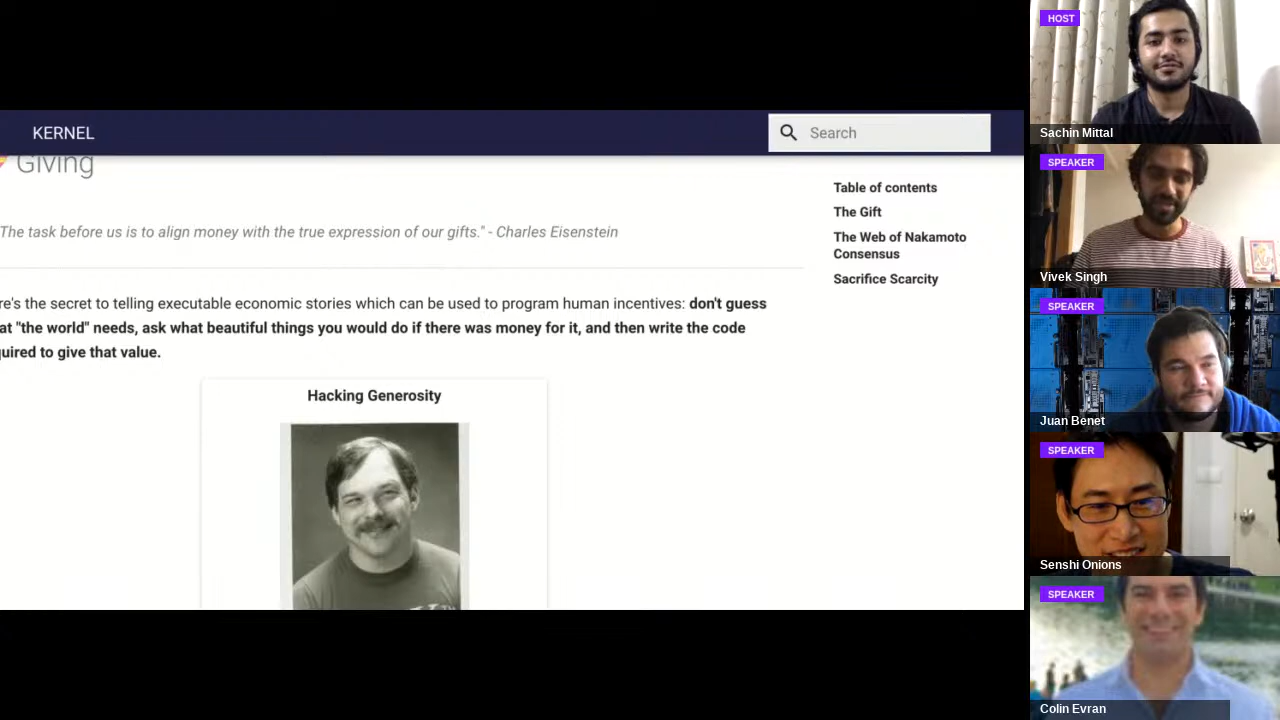 KERNEL
Search
Giving
Table of contents
The Gift
The Web of Nakamoto
Consensus
Sacrifice Scarcity
The task before us is to align money with the true expression of our gifts." - Charles Eisenstein
the secret to telling executable economic stories which can be used to program human incentives: don't guess
"the world" needs, ask what beautiful things you would do if there was money for it, and then write the code
to give that value.
Hacking Generosity
HOST
Sachin Mittal
SPEAKER
Vivek Singh
SPEAKER
Juan Benet
SPEAKER
Senshi Onions
SPEAKER
Colin Evran